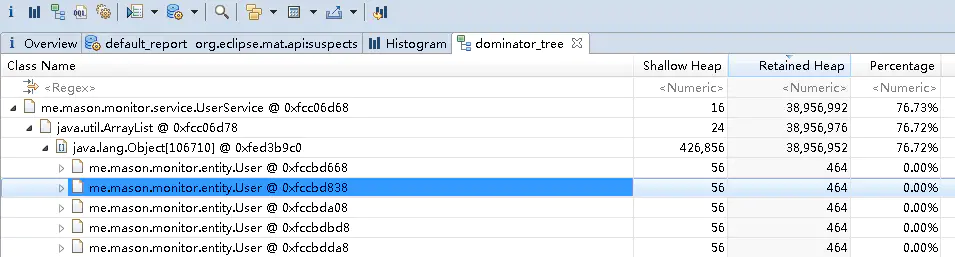 i OQL
i Overview default_report org.eclipse.mat.api:suspects Histogram dominator_tree
Class Name Shallow Heap Retained Heap Percentage
<Regex> <Numeric> <Numeric> <Numeric>
me.mason.monitor.service.UserService @ 0xfcc06d68 16 38,956,992 76.73%
java.util.ArrayList @ 0xfcc06d78 24 38,956,976 76.72%
java.lang.Object[106710] @ 0xfed3b9c0 426,856 38,956,952 76.72%
me.mason.monitor.entity.User @ 0xfccbd668 56 464 0.00%
me.mason.monitor.entity.User @ 0xfccbd838 56 464 0.00%
me.mason.monitor.entity.User @ 0xfccbda08 56 464 0.00%
me.mason.monitor.entity.User @ 0xfccbdbd8 56 464 0.00%
me.mason.monitor.entity.User @ 0xfccbdda8 56 464 0.00%